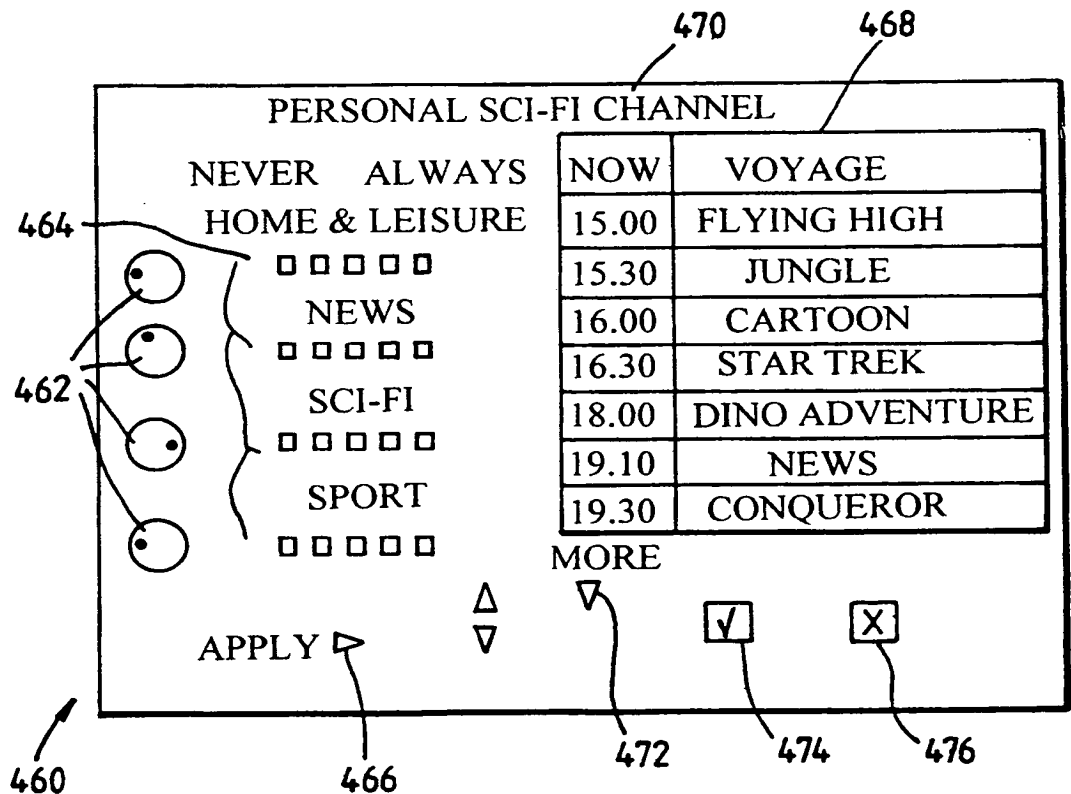 470
468
PERSONAL SCI-FI CHANNEL
NEVER ALWAYS
HOME & LEISURE
464
NEWS
462
SCI-FI
SPORT
NOW VOYAGE
15.00 FLYING HIGH
15.30 JUNGLE
16.00 CARTOON
16.30 STAR TREK
18.00 DINO ADVENTURE
19.10 NEWS
19.30 CONQUEROR
MORE
√ X
APPLY
460
466
472
474
476